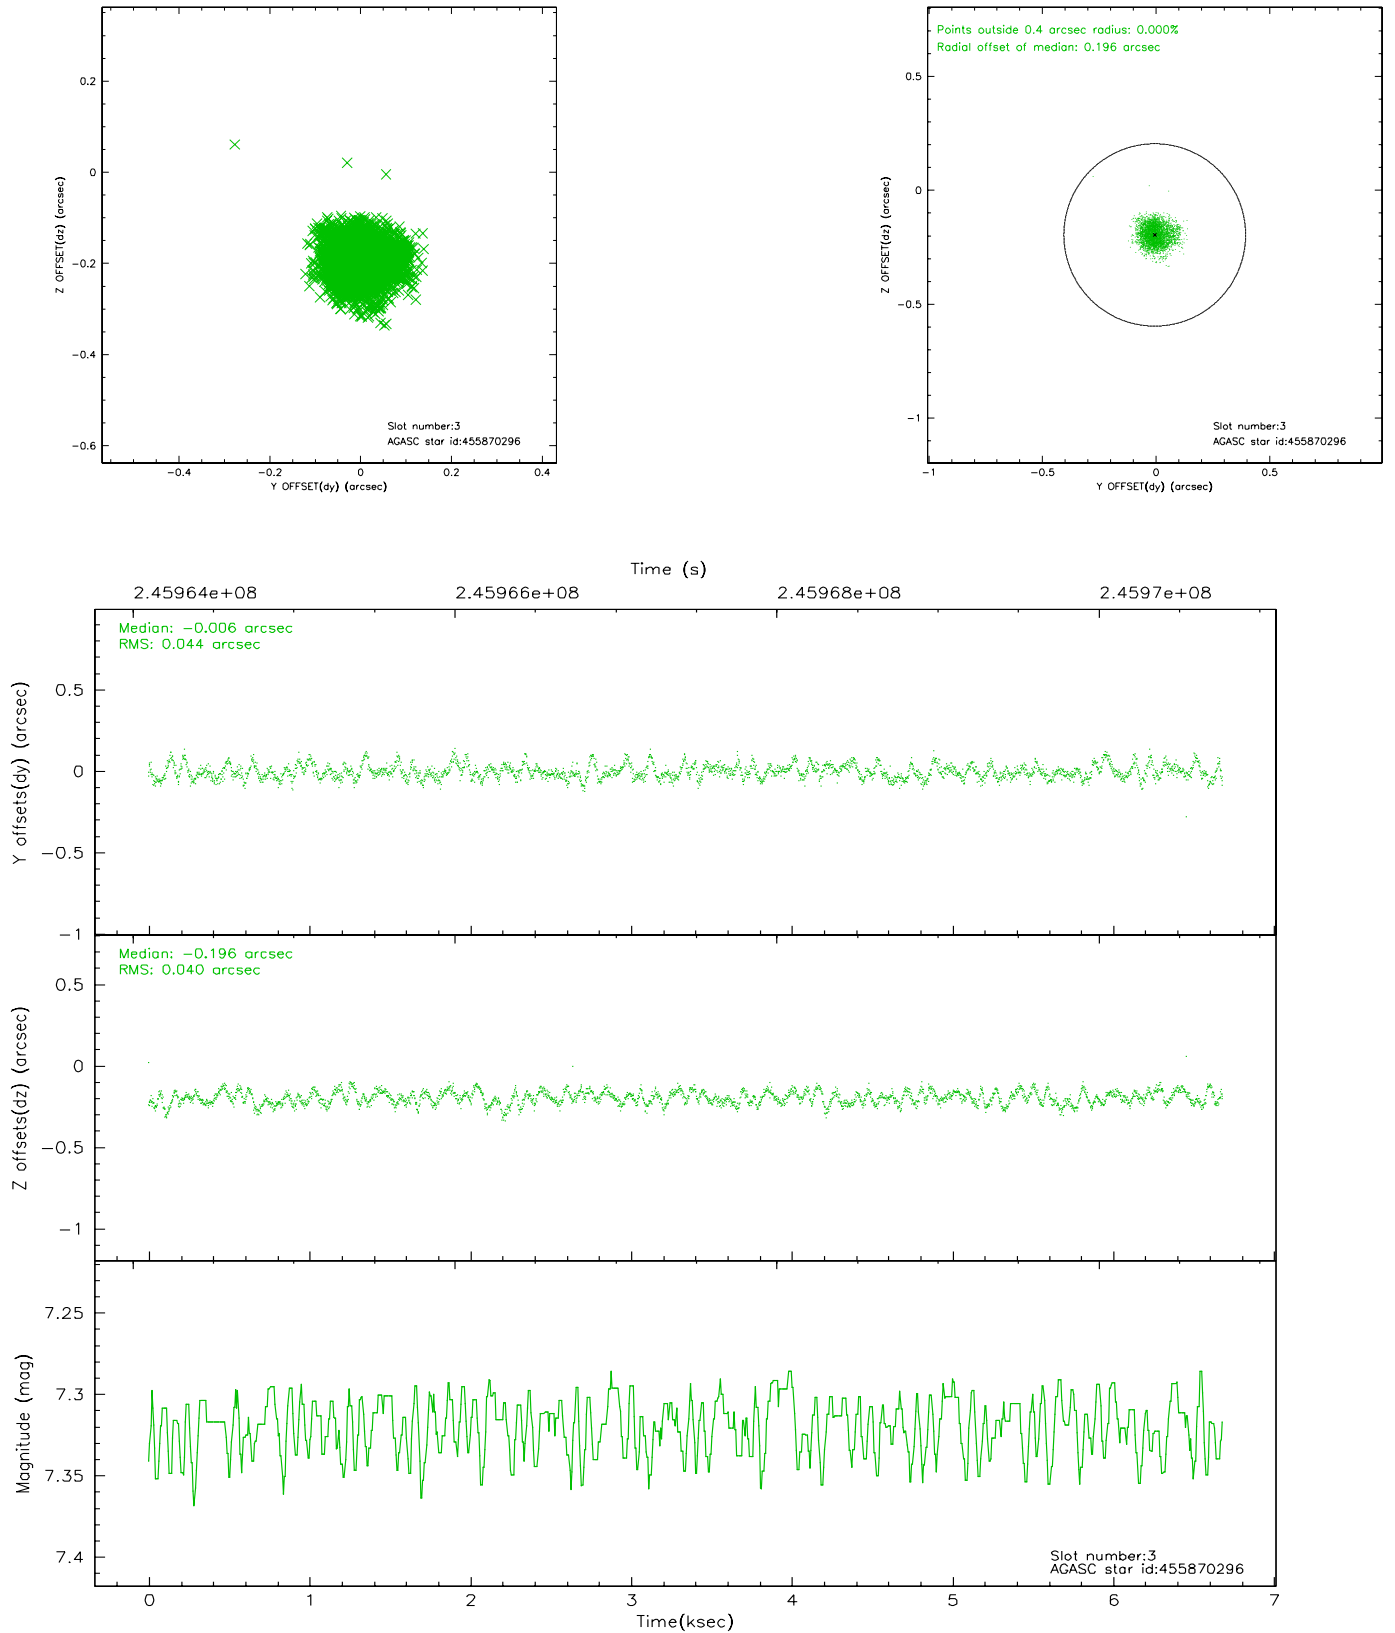 0.2
0
−0.2
−0.4
−0.6
Z OFFSET(dz) (arcsec)
−0.4
−0.2
0
0.2
0.4
Y OFFSET(dy) (arcsec)
Slot number:3
AGASC star id:455870296
Points outside 0.4 arcsec radius: 0.000%
Radial offset of median: 0.196 arcsec
0.5
0
−0.5
−1
Z OFFSET(dz) (arcsec)
−1
−0.5
0
0.5
Y OFFSET(dy) (arcsec)
Slot number:3
AGASC star id:455870296
Time (s)
2.45964e+08
2.45966e+08
2.45968e+08
2.4597e+08
Median: −0.006 arcsec
RMS: 0.044 arcsec
0.5
0
−0.5
−1
Y offsets(dy) (arcsec)
Median: −0.196 arcsec
RMS: 0.040 arcsec
0.5
0
−0.5
−1
Z offsets(dz) (arcsec)
7.25
7.3
7.35
7.4
Magnitude (mag)
Slot number:3
AGASC star id:455870296
0
1
2
3
4
5
6
7
Time(ksec)